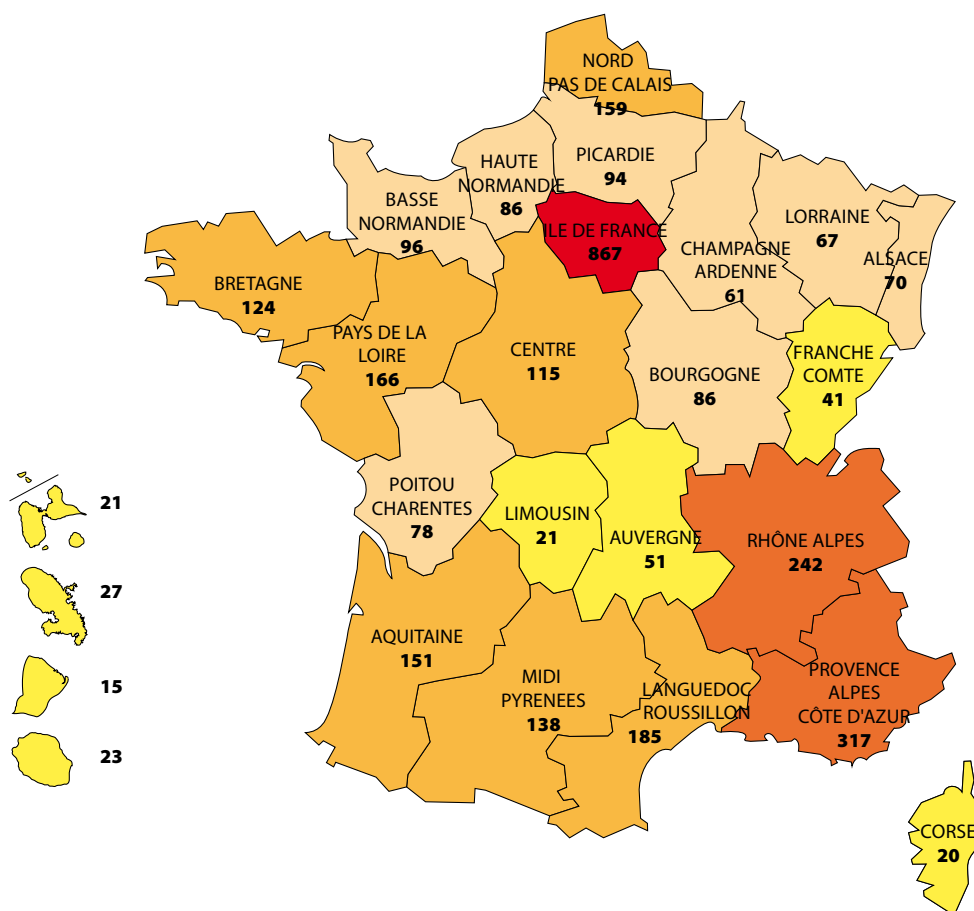 NORD
PAS DE CALAIS
159
PICARDIE
94
HAUTE
NORMANDIE
86
BASSE
NORMANDIE
96
ILE DE FRANCE
867
CHAMPAGNE
ARDENNE
61
LORRAINE
67
ALSACE
70
BRETAGNE
124
PAYS DE LA
LOIRE
166
CENTRE
115
BOURGOGNE
86
FRANCHE
COMTE
41
POITOU
CHARENTES
78
LIMOUSIN
21
AUVERGNE
51
RHÔNE ALPES
242
AQUITAINE
151
MIDI
PYRENEES
138
LANGUEDOC
ROUSSILLON
185
PROVENCE
ALPES
CÔTE D'AZUR
317
CORSE
20
21
27
15
23